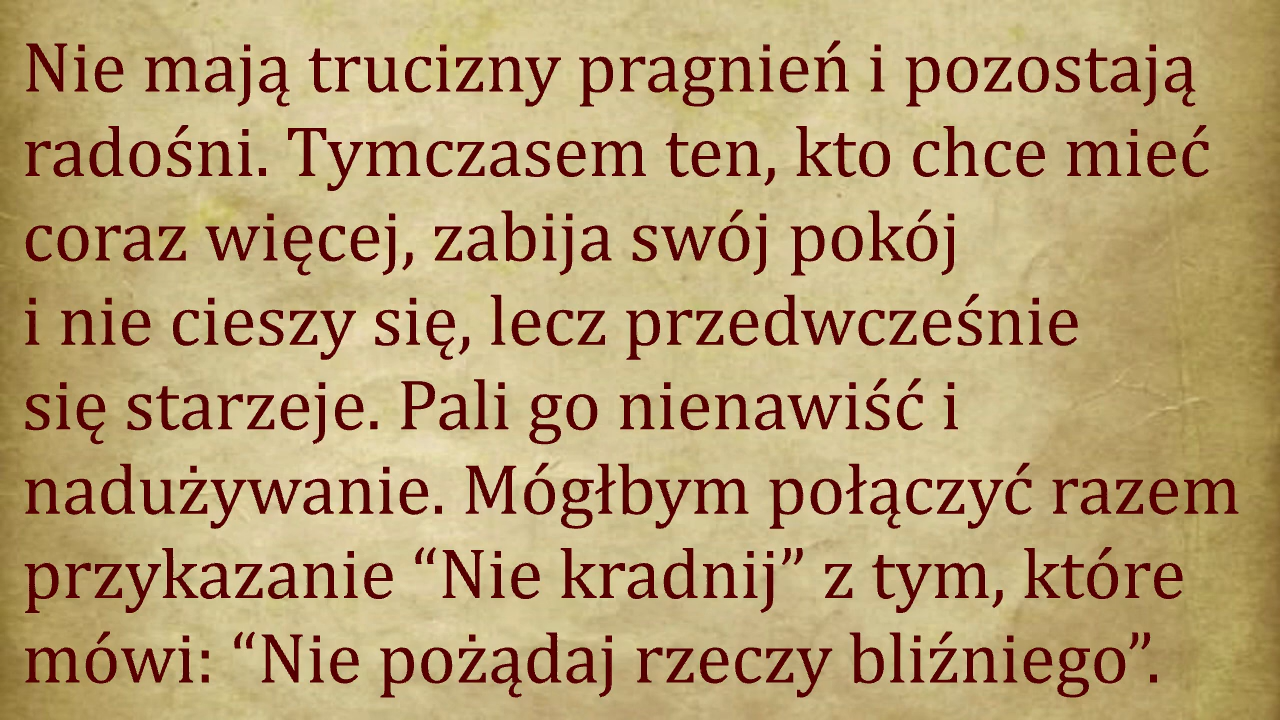 Nie mają trucizny pragnień i pozostają
radośni. Tymczasem ten, kto chce mieć
coraz więcej, zabija swój pokój
i nie cieszy się, lecz przedwcześnie
się starzeje. Pali go nienawiść i
nadużywanie. Mógłbym połączyć razem
przykazanie “Nie kradnij” z tym, które
mówi: “Nie pożądaj rzeczy bliźniego”.